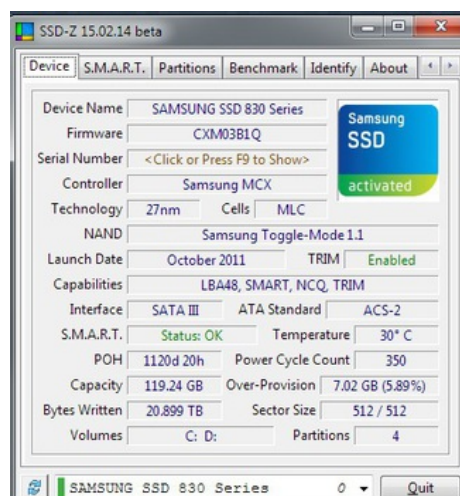 SSD-Z 15.02.14 beta
Device S.M.A.R.T. Partitions Benchmark Identify About
Device Name SAMSUNG SSD 830 Series
Samsung
SSD
activated
Firmware CXM03B1Q
Serial Number <Click or Press F9 to Show>
Controller Samsung MCX
Technology 27nm Cells MLC
NAND Samsung Toggle-Mode 1.1
Launch Date October 2011 TRIM Enabled
Capabilities LBA48, SMART, NCQ, TRIM
Interface SATA III ATA Standard ACS-2
S.M.A.R.T. Status: OK Temperature 30° C
POH 1120d 20h Power Cycle Count 350
Capacity 119.24 GB Over-Provision 7.02 GB (5.89%)
Bytes Written 20.899 TB Sector Size 512 / 512
Volumes C: D: Partitions 4
SAMSUNG SSD 830 Series 0 Quit